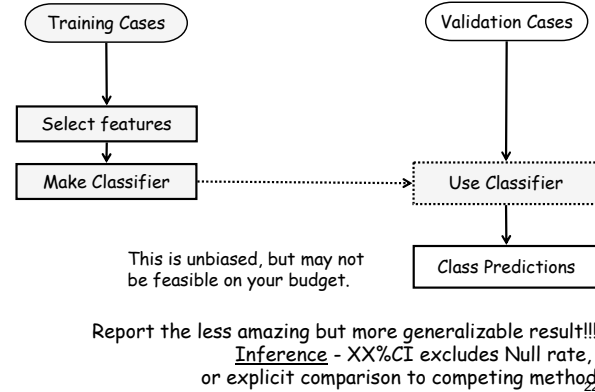 Training Cases
Validation Cases
Select features
Make Classifier
Use Classifier
This is unbiased, but may not
be feasible on your budget.
Class Predictions
Report the less amazing but more generalizable result!!!
Inference - XX%CI excludes Null rate,
or explicit comparison to competing method